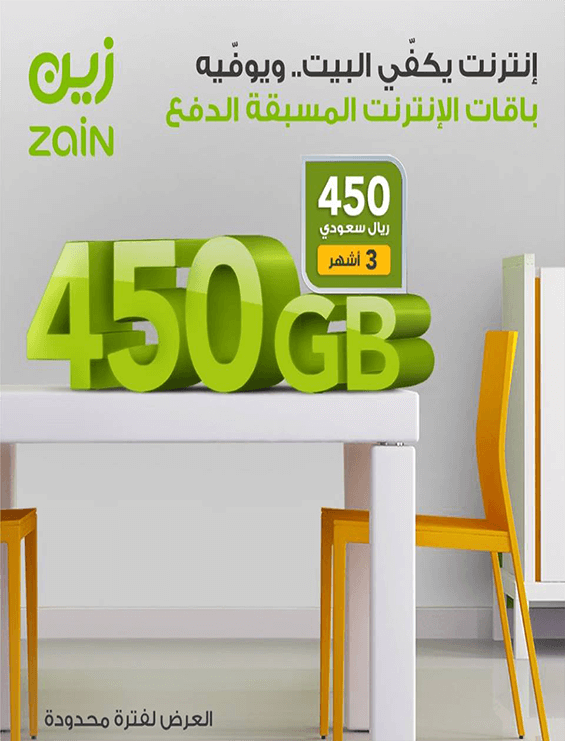 زين
zain
إنترنت يكفّي البيت.. ويوفّيه
باقات الإنترنت المسبقة الدفع
450
ريال سعودي
3 أشهر
450GB
العرض لفترة محدودة